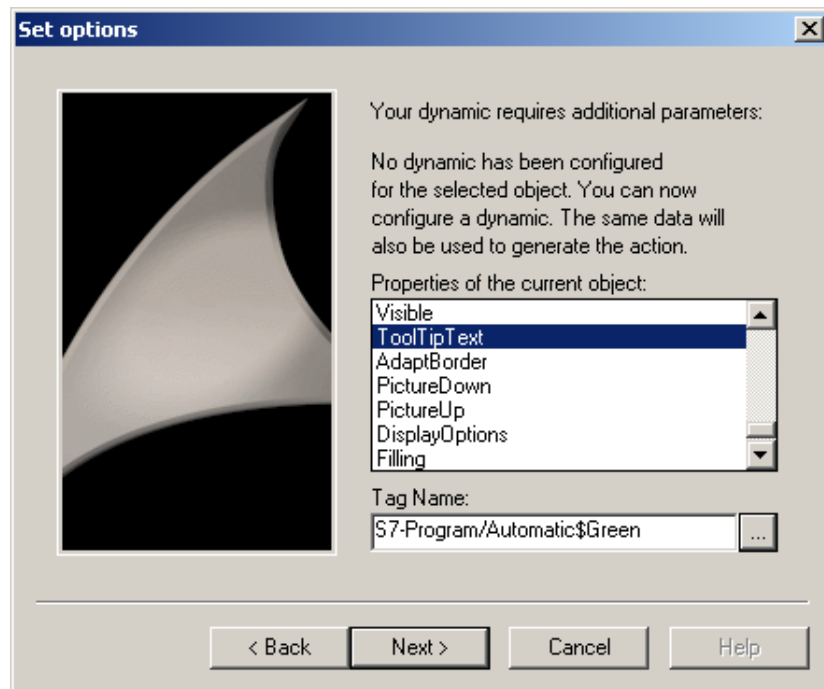 Set options
Your dynamic requires additional parameters:
No dynamic has been configured
for the selected object. You can now
configure a dynamic. The same data will
also be used to generate the action.
Properties of the current object:
Visible
ToolTipText
AdaptBorder
PictureDown
PictureUp
DisplayOptions
Filling
Tag Name:
S7-Program/Automatic$Green
...
< Back
Next >
Cancel
Help